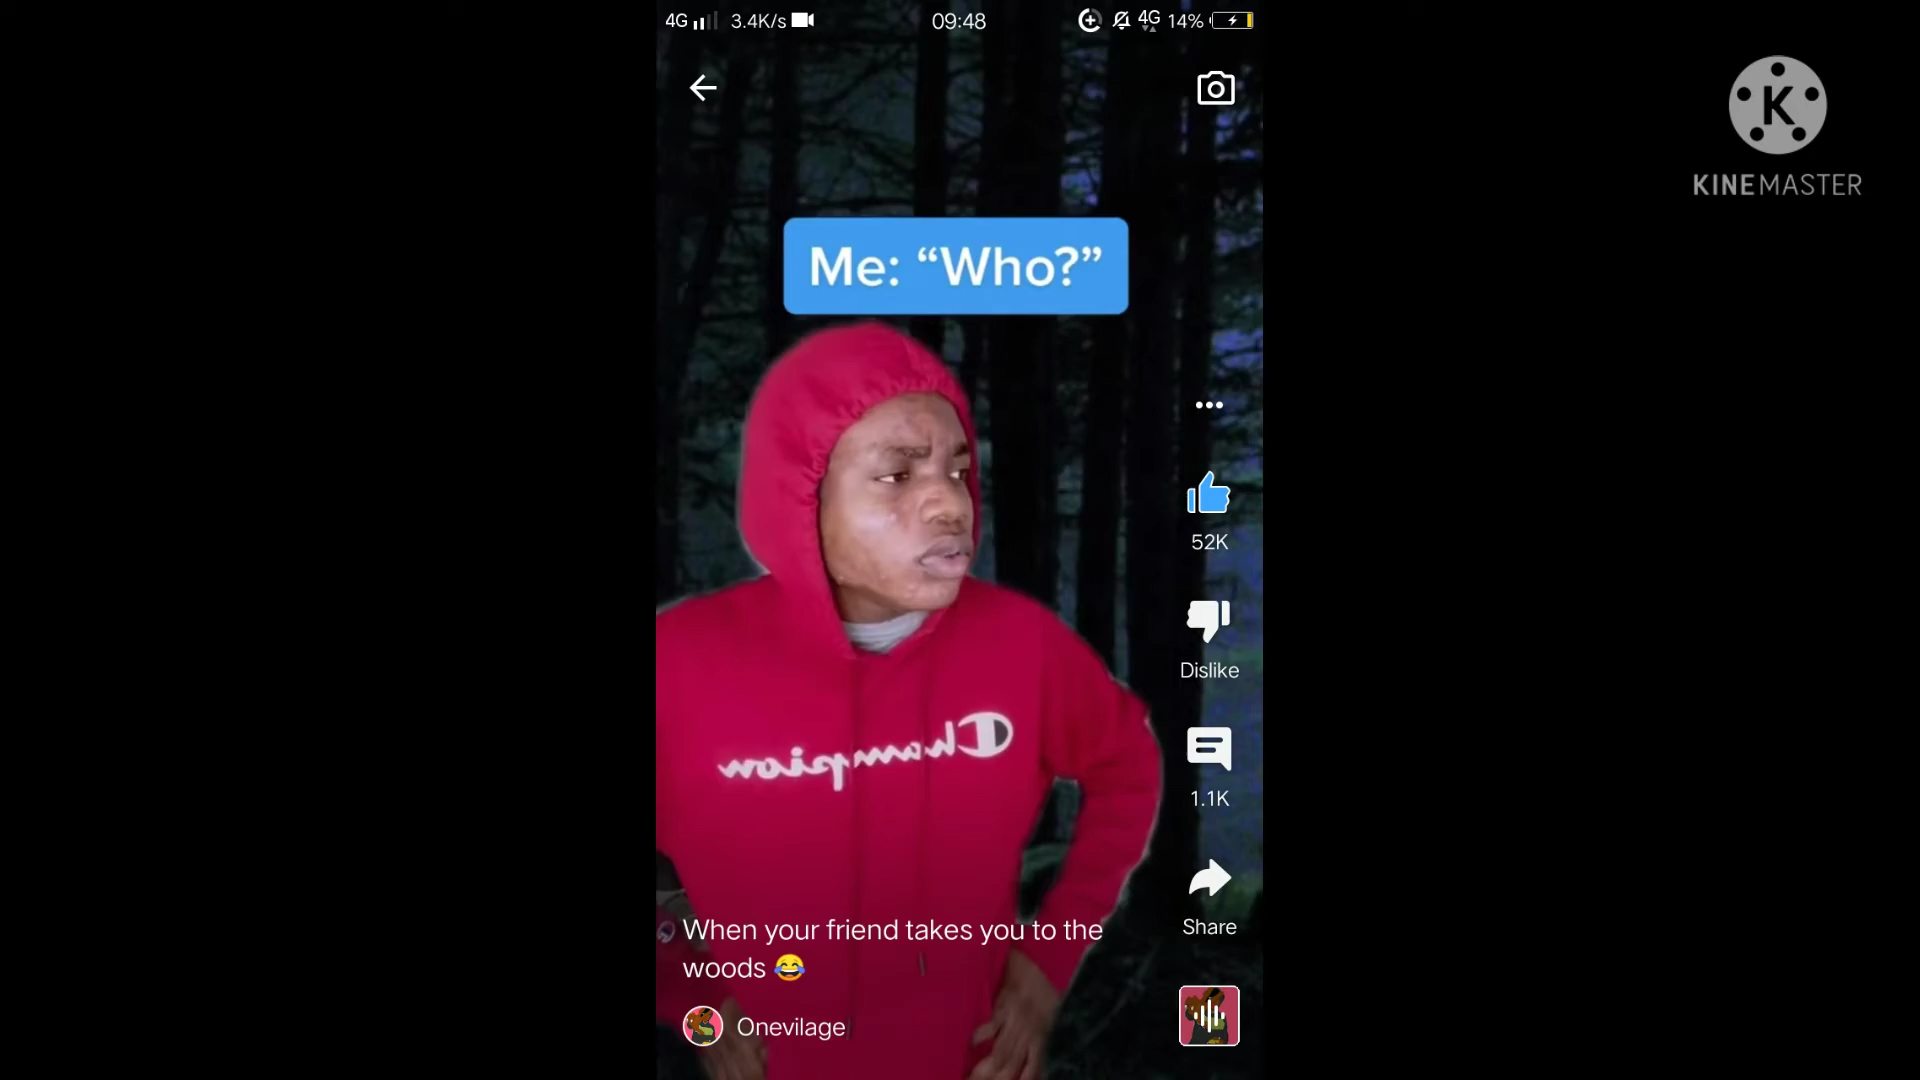 4G 3.4K/s 09:48 4G 14%
K
KINEMASTER
Me: “Who?”
52K
Dislike
Champion
1.1K
Share
When your friend takes you to the
woods 😂
Onevilage